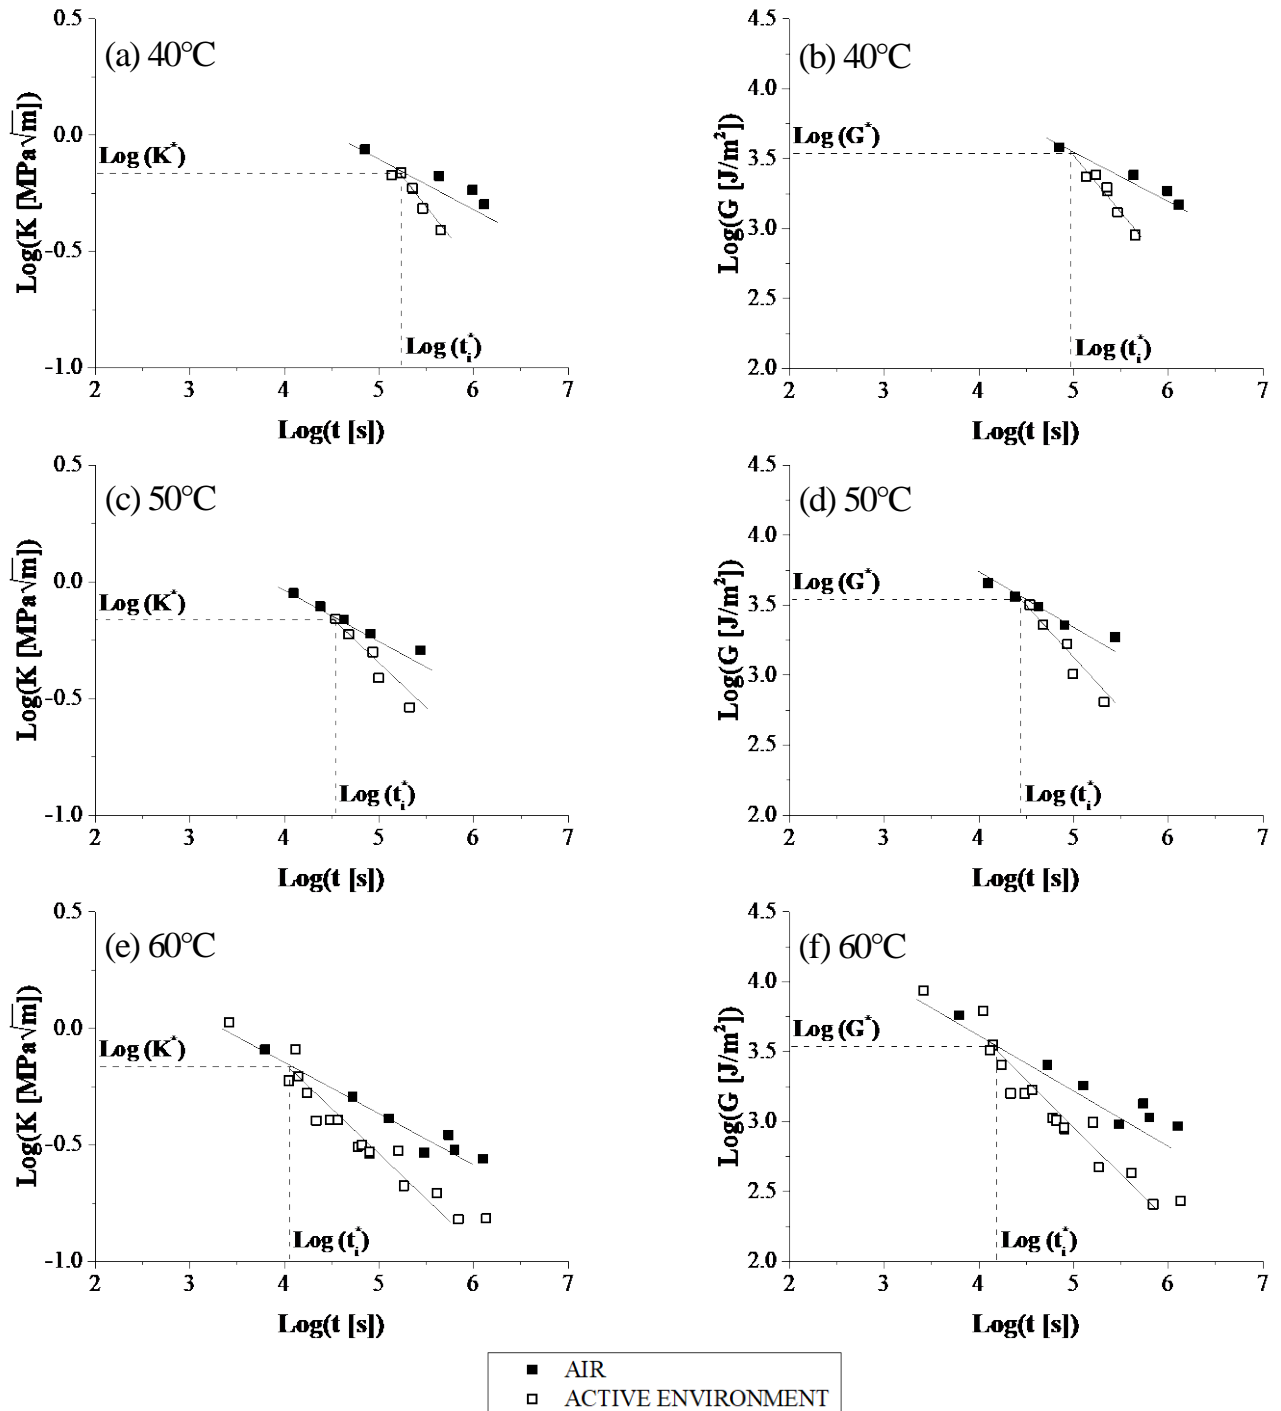 (a) 40°C
Log(K [MPa√m])
0.5
0.0
-0.5
-1.0
Log (K*)
Log (t_i*)
2 3 4 5 6 7
Log(t [s])
(b) 40°C
Log(G [J/m²])
4.5
4.0
3.5
3.0
2.5
2.0
Log (G*)
Log (t_i*)
2 3 4 5 6 7
Log(t [s])
(c) 50°C
Log(K [MPa√m])
0.5
0.0
-0.5
-1.0
Log (K*)
Log (t_i*)
2 3 4 5 6 7
Log(t [s])
(d) 50°C
Log(G [J/m²])
4.5
4.0
3.5
3.0
2.5
2.0
Log (G*)
Log (t_i*)
2 3 4 5 6 7
Log(t [s])
(e) 60°C
Log(K [MPa√m])
0.5
0.0
-0.5
-1.0
Log (K*)
Log (t_i*)
2 3 4 5 6 7
Log(t [s])
(f) 60°C
Log(G [J/m²])
4.5
4.0
3.5
3.0
2.5
2.0
Log (G*)
Log (t_i*)
2 3 4 5 6 7
Log(t [s])
AIR
ACTIVE ENVIRONMENT